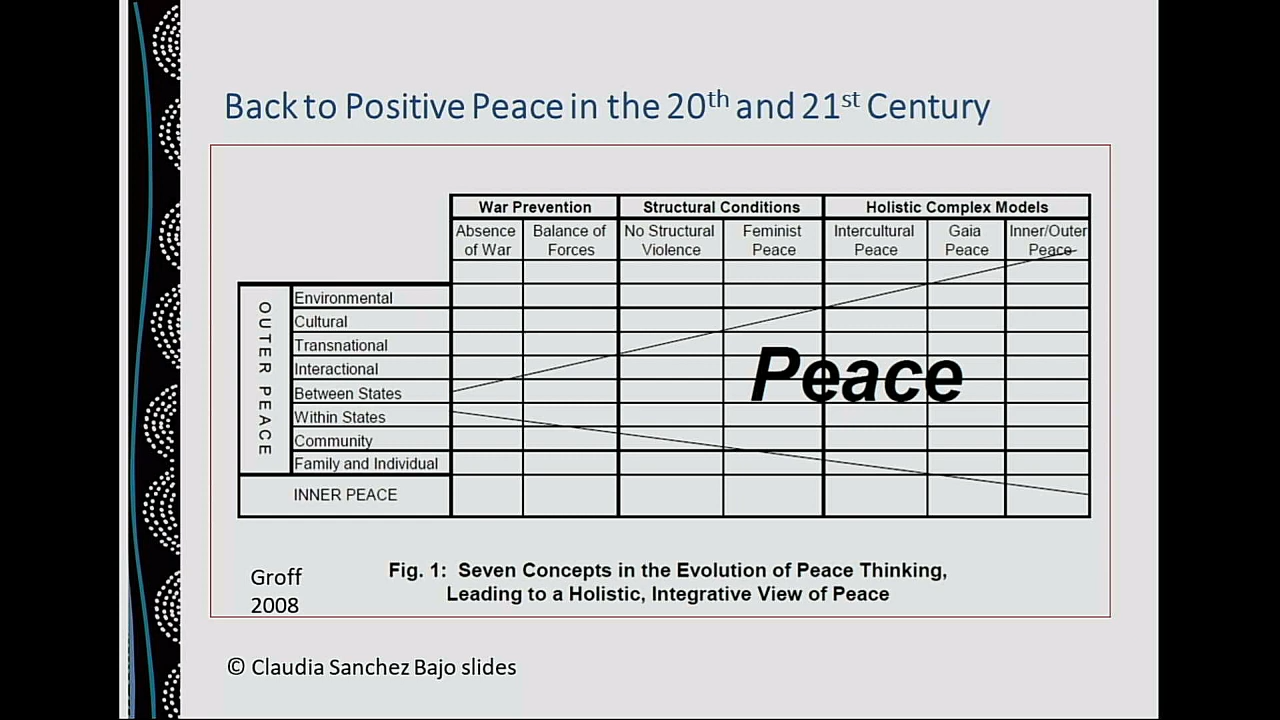 Back to Positive Peace in the 20th and 21st Century
War Prevention Structural Conditions Holistic Complex Models
Absence of War Balance of Forces No Structural Violence Feminist Peace Intercultural Peace Gaia Peace Inner/Outer Peace
OUTER PEACE
Environmental
Cultural
Transnational
Interactional
Between States
Within States
Community
Family and Individual
INNER PEACE
Peace
Groff
2008
Fig. 1: Seven Concepts in the Evolution of Peace Thinking,
Leading to a Holistic, Integrative View of Peace
© Claudia Sanchez Bajo slides